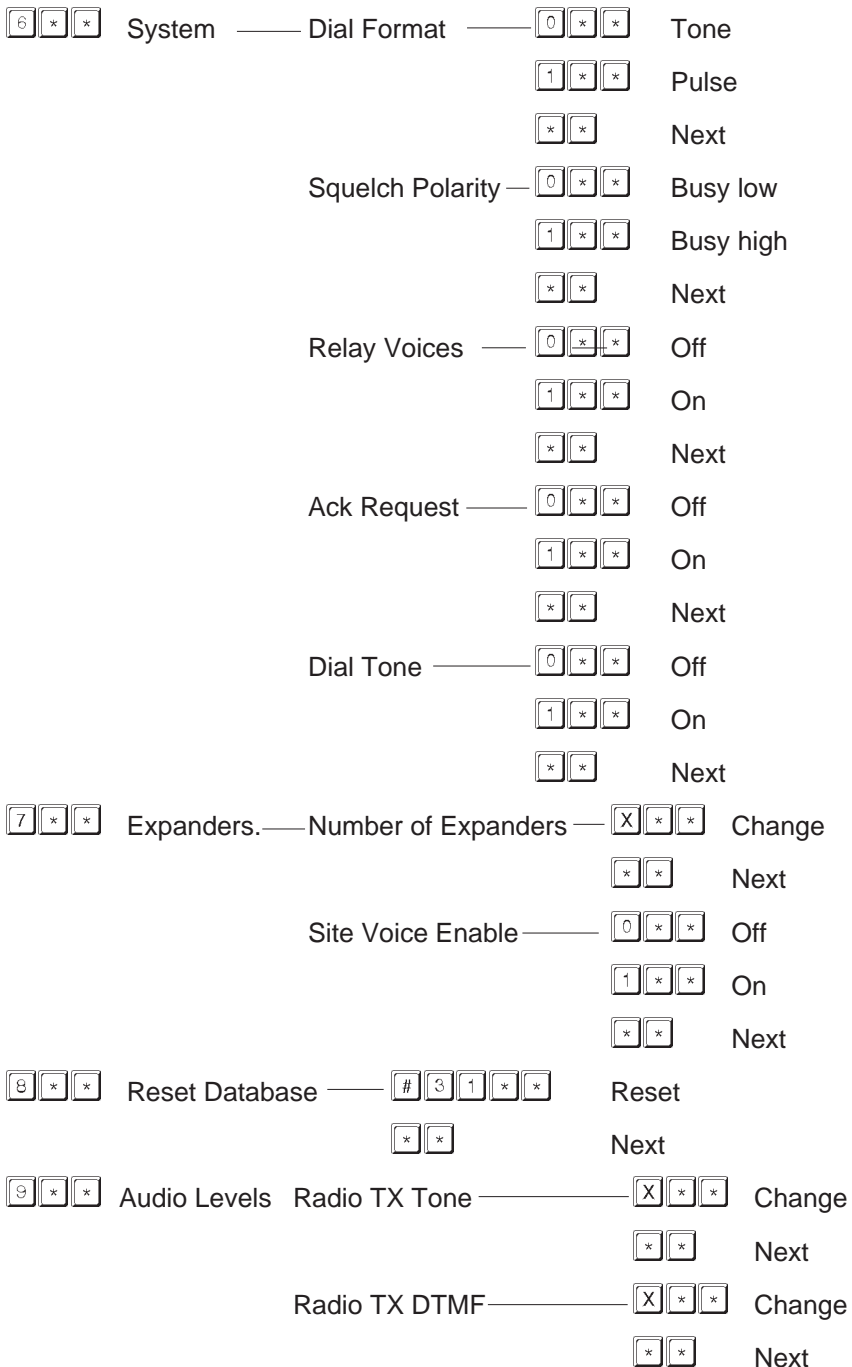 6 * * System Dial Format 0 * * Tone
1 * * Pulse
* * Next
Squelch Polarity 0 * * Busy low
1 * * Busy high
* * Next
Relay Voices 0 * * Off
1 * * On
* * Next
Ack Request 0 * * Off
1 * * On
* * Next
Dial Tone 0 * * Off
1 * * On
* * Next
7 * * Expanders. Number of Expanders X * * Change
* * Next
Site Voice Enable 0 * * Off
1 * * On
* * Next
8 * * Reset Database # 3 1 * * Reset
* * Next
9 * * Audio Levels Radio TX Tone X * * Change
* * Next
Radio TX DTMF X * * Change
* * Next